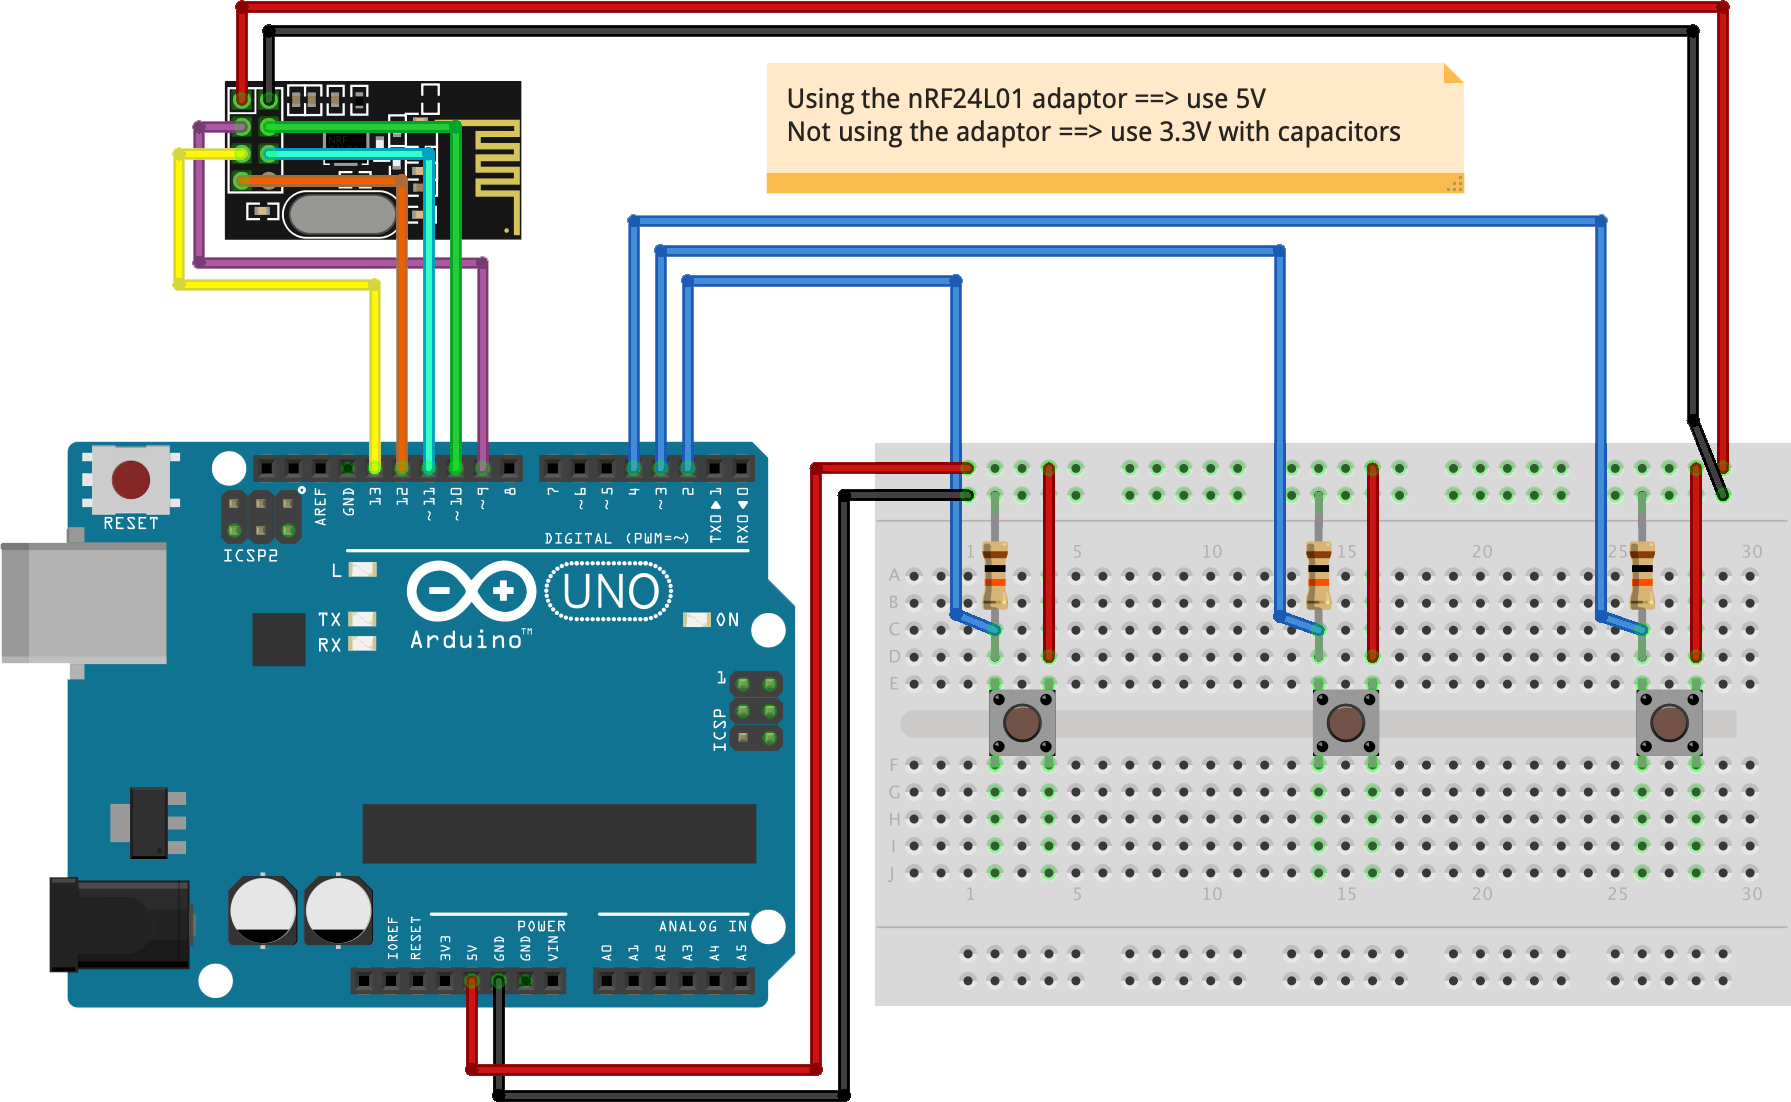 Using the nRF24L01 adaptor ==> use 5V
Not using the adaptor ==> use 3.3V with capacitors
NRF
RESET
ICSP2
AREF
GND
13
12
~11
~10
~9
8
7
~6
~5
4
~3
2
TX0▶1
RX0◀0
DIGITAL (PWM=~)
L
TX
RX
UNO
Arduino™
ON
1
ICSP
POWER
ANALOG IN
IOREF
RESET
3V3
5V
GND
GND
VIN
A0
A1
A2
A3
A4
A5
1 5 10 15 20 25 30
A
B
C
D
E
F
G
H
I
J
1 5 10 15 20 25 30